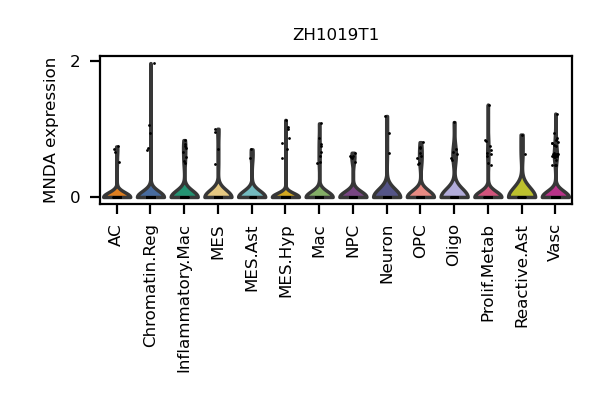 ZH1019T1
MNDA expression
2
0
AC
Chromatin.Reg
Inflammatory.Mac
MES
MES.Ast
MES.Hyp
Mac
NPC
Neuron
OPC
Oligo
Prolif.Metab
Reactive.Ast
Vasc